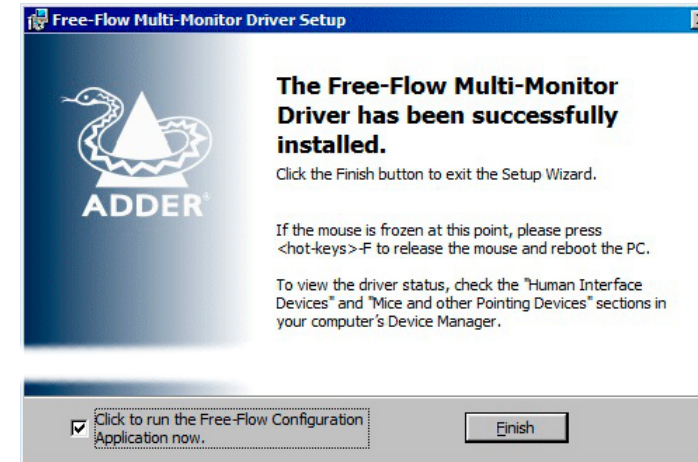 Free-Flow Multi-Monitor Driver Setup
The Free-Flow Multi-Monitor
Driver has been successfully
installed.
Click the Finish button to exit the Setup Wizard.
ADDER®
If the mouse is frozen at this point, please press
<hot-keys>-F to release the mouse and reboot the PC.
To view the driver status, check the "Human Interface
Devices" and "Mice and other Pointing Devices" sections in
your computer's Device Manager.
Click to run the Free-Flow Configuration
Application now.
Finish